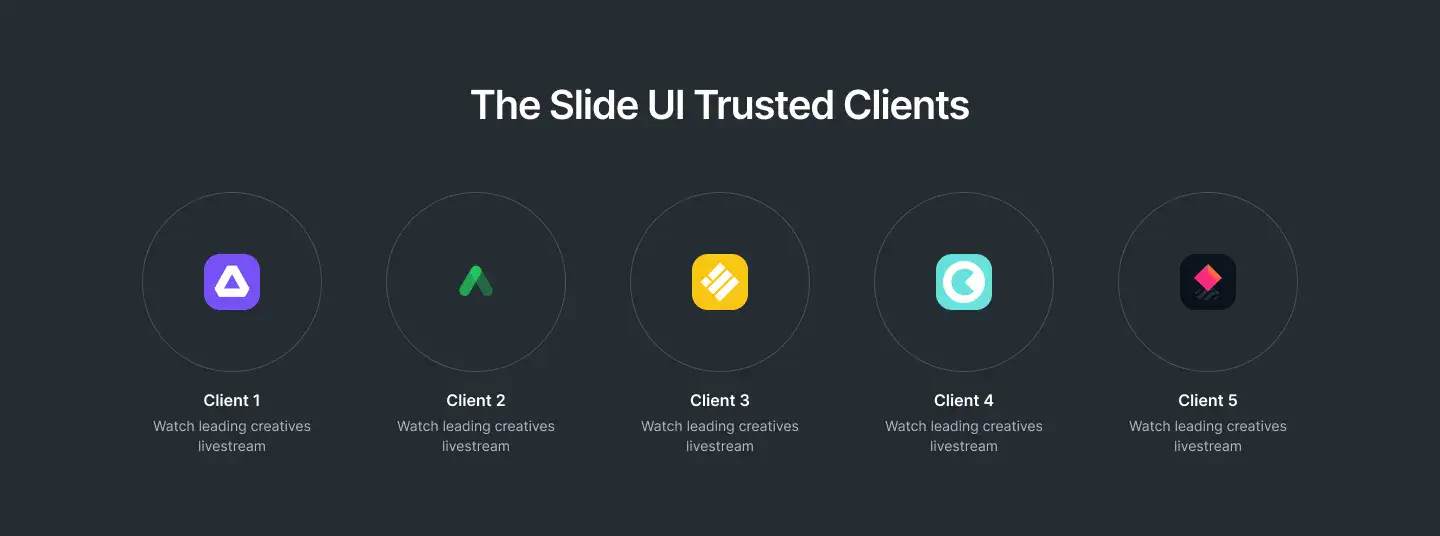 The Slide UI Trusted Clients
Client 1
Watch leading creatives
livestream
Client 2
Watch leading creatives
livestream
Client 3
Watch leading creatives
livestream
Client 4
Watch leading creatives
livestream
Client 5
Watch leading creatives
livestream